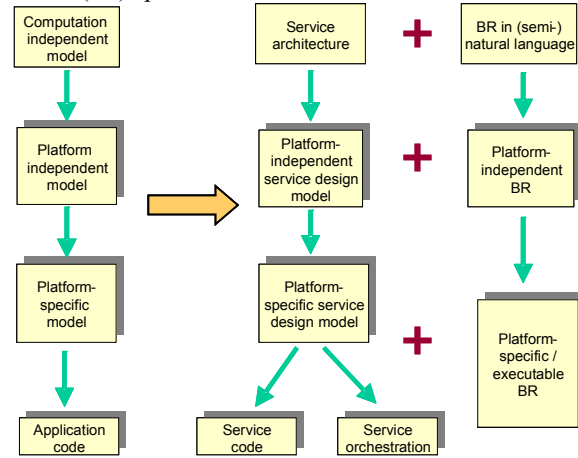 Computation
independent
model
Service
architecture
+
BR in (semi-)
natural language
Platform
independent
model
Platform-
independent
service design
model
+
Platform-
independent
BR
Platform-
specific
model
Platform-
specific service
design model
+
Platform-
specific /
executable
BR
Application
code
Service
code
Service
orchestration